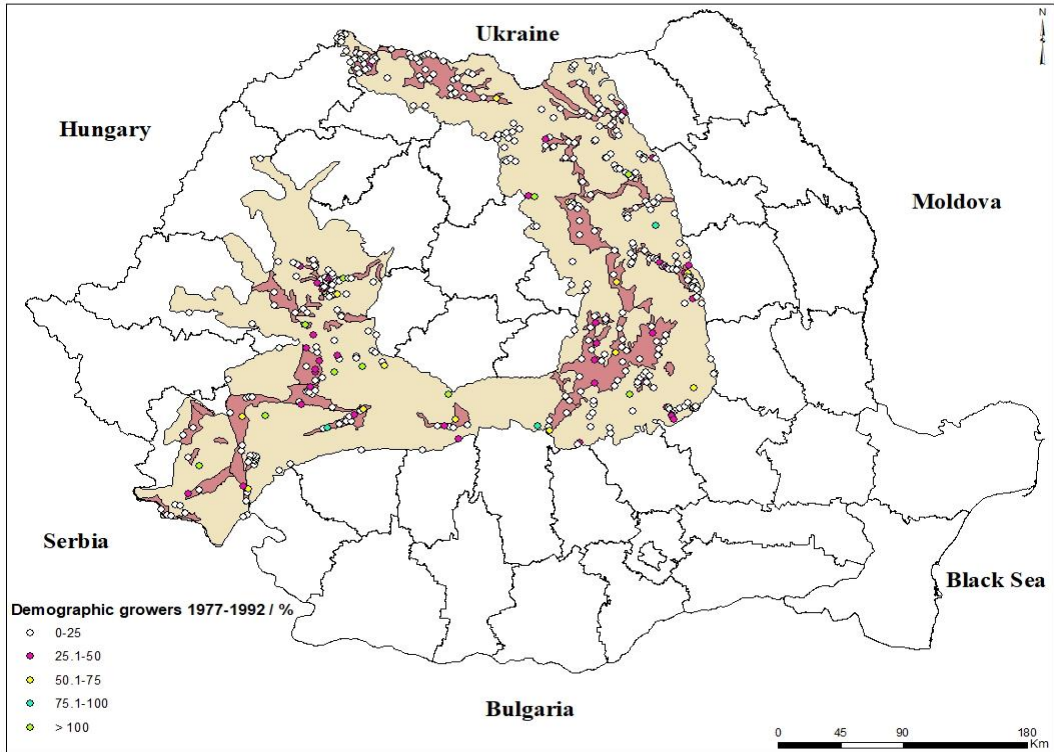 Ukraine
N
Hungary
Moldova
Serbia
Black Sea
Demographic growers 1977-1992 / %
0-25
25.1-50
50.1-75
75.1-100
> 100
Bulgaria
0 45 90 180
Km